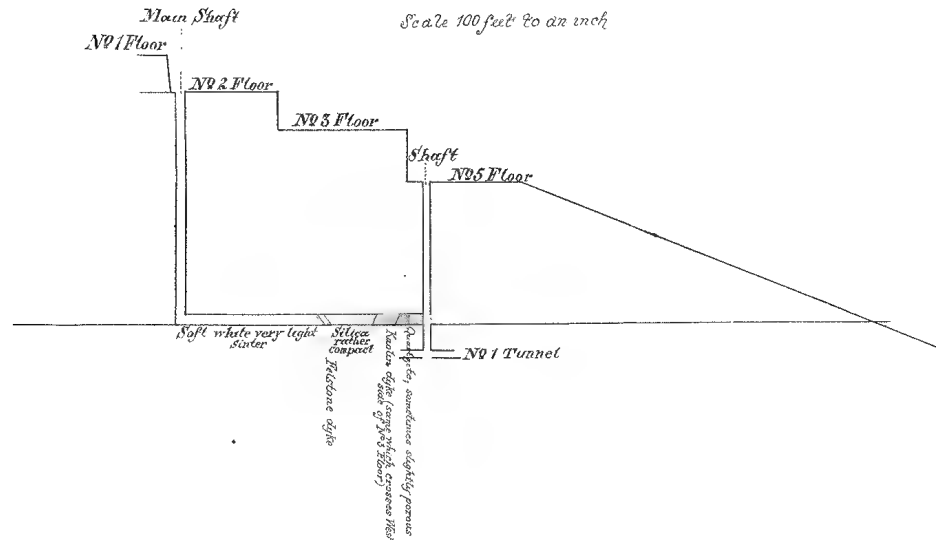 Main Shaft
Scale 100 feet to an inch
No 1 Floor
No 2 Floor
No 3 Floor
Shaft
No 5 Floor
Soft white very light
sinter
Silica
rather
compact
No 1 Tunnel
Felstone dyke
Kaolin dyke (same which crosses West
side of No 3 Floor)
Quartzite, sometimes slightly porous